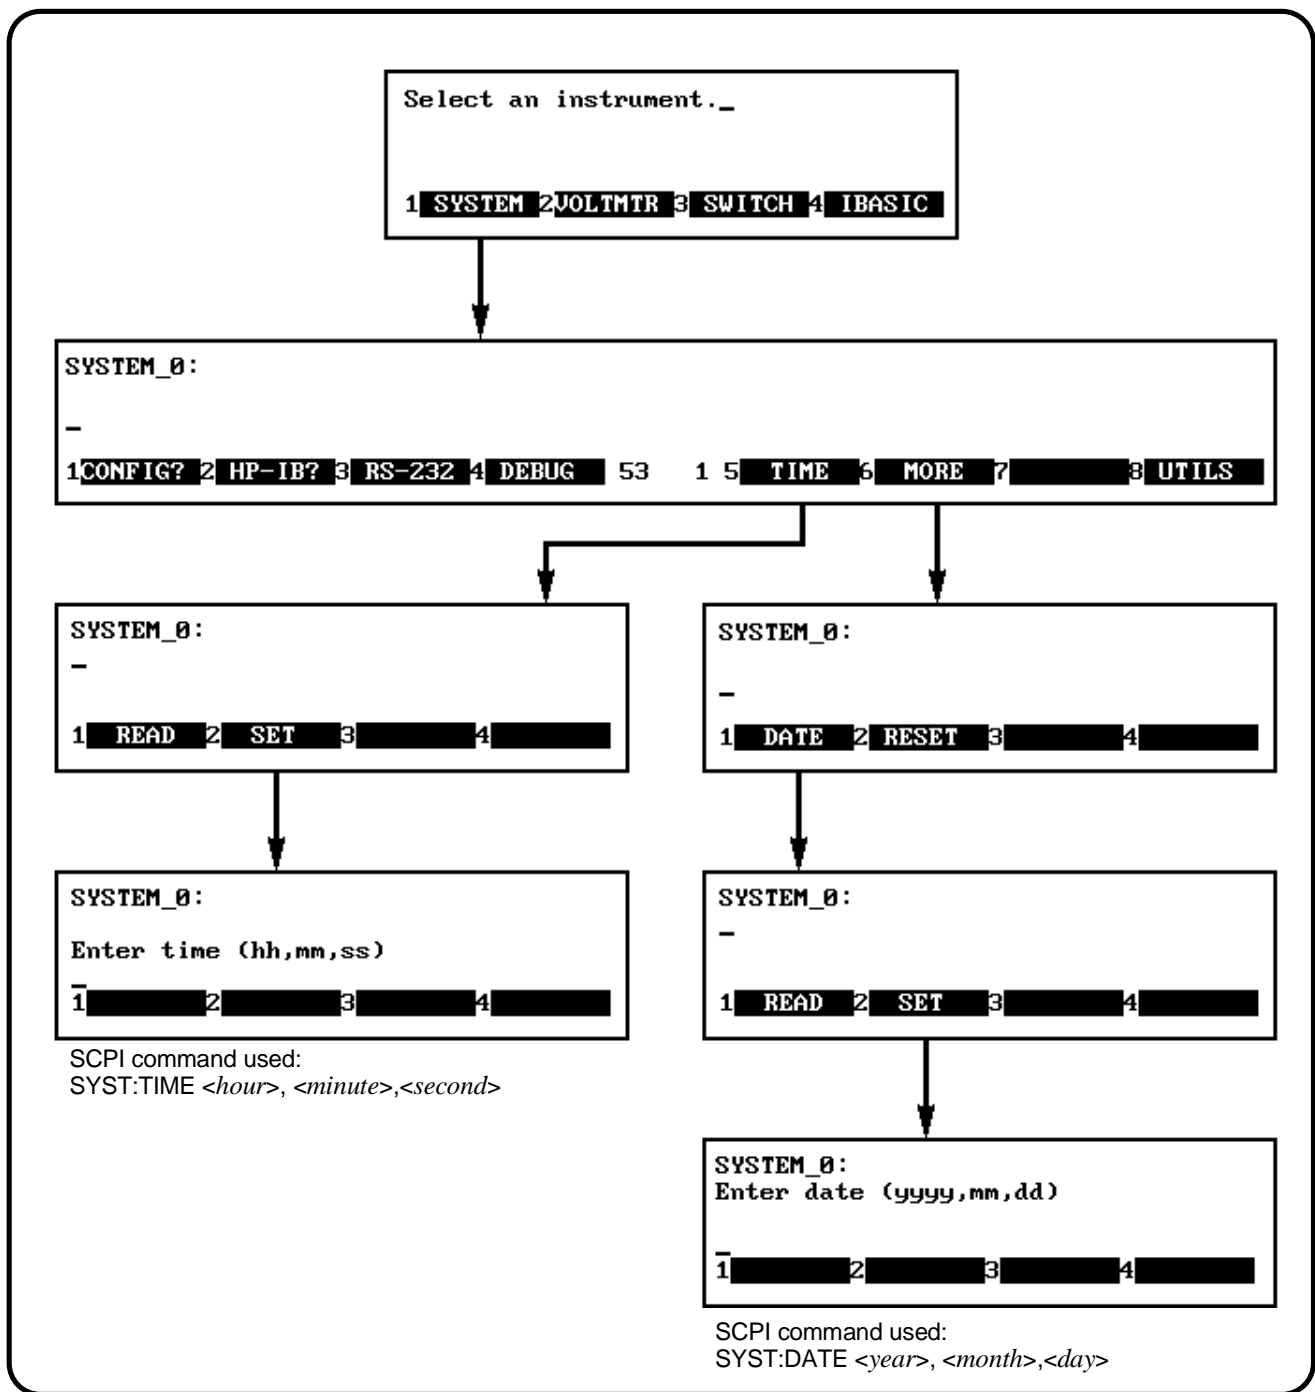 Select an instrument._
1 SYSTEM 2 VOLTMTR 3 SWITCH 4 IBASIC
SYSTEM_0:
_
1 CONFIG? 2 HP-IB? 3 RS-232 4 DEBUG 53 1 5 TIME 6 MORE 7 8 UTILS
SYSTEM_0:
_
1 READ 2 SET 3 4
SYSTEM_0:
_
1 DATE 2 RESET 3 4
SYSTEM_0:
Enter time (hh,mm,ss)
_
1 2 3 4
SCPI command used:
SYST:TIME <hour>, <minute>,<second>
SYSTEM_0:
_
1 READ 2 SET 3 4
SYSTEM_0:
Enter date (yyyy,mm,dd)
_
1 2 3 4
SCPI command used:
SYST:DATE <year>, <month>,<day>